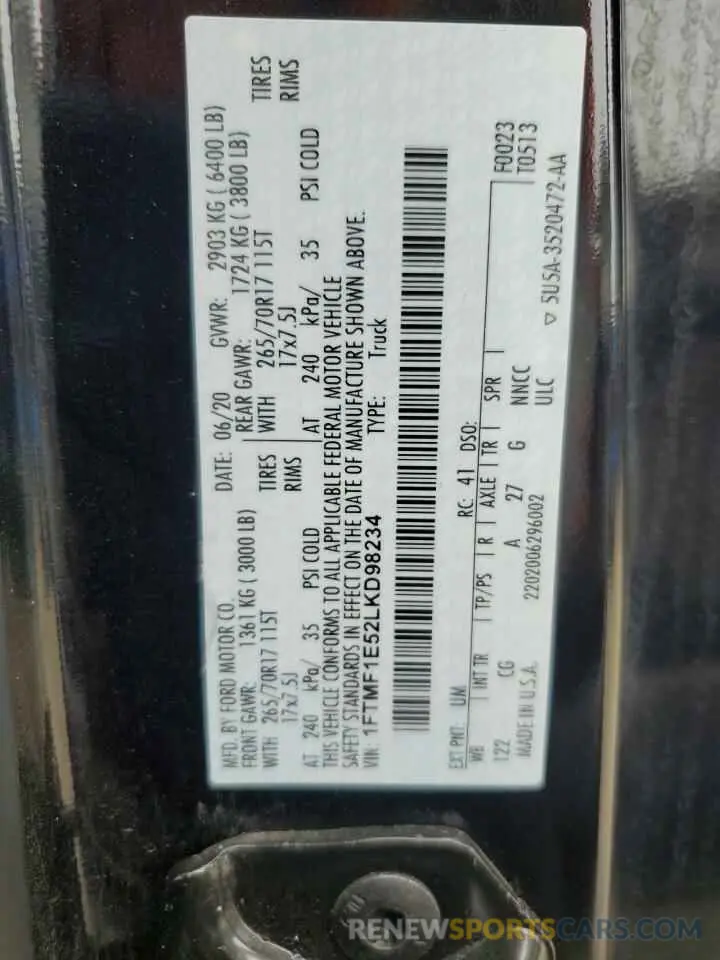 MFD. BY FORD MOTOR CO.
DATE: 06/20 GVWR: 2903 KG ( 6400 LB)
FRONT GAWR: 1361 KG ( 3000 LB) REAR GAWR: 1724 KG ( 3800 LB)
WITH 265/70R17 115T TIRES WITH 265/70R17 115T TIRES
17x7.5J RIMS 17x7.5J RIMS
AT 240 kPa/ 35 PSI COLD AT 240 kPa/ 35 PSI COLD
THIS VEHICLE CONFORMS TO ALL APPLICABLE FEDERAL MOTOR VEHICLE
SAFETY STANDARDS IN EFFECT ON THE DATE OF MANUFACTURE SHOWN ABOVE.
VIN: 1FTMF1E52LKD98234 TYPE: Truck
EXT PNT: UM RC: 41 DSO: F0023
T0513
WB INT TR TP/PS R AXLE TR SPR
122 CG A 27 G NNCC
ULC
MADE IN U.S.A. 2202006296002 ▽ 5U5A-3520472-AA
RENEWSPORTSCARS.COM